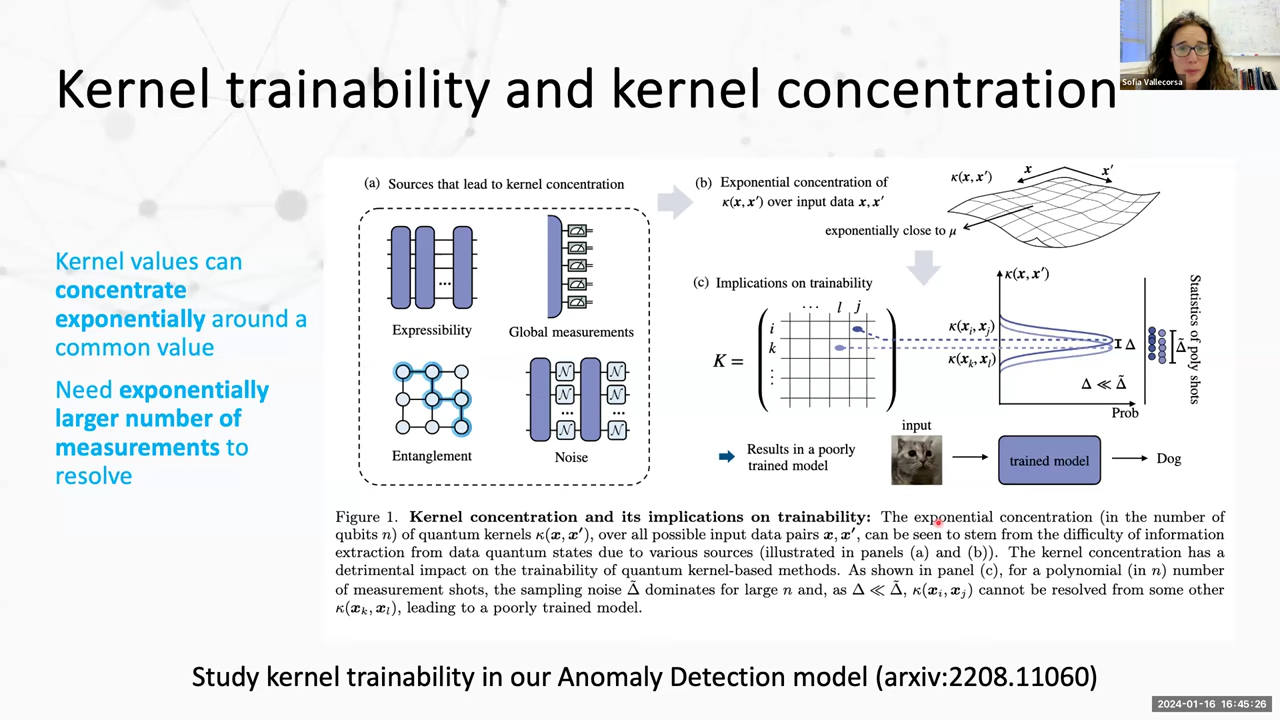 Kernel trainability and kernel concentration
Sofia Vallecorsa
Kernel values can
concentrate
exponentially around a
common value
Need exponentially
larger number of
measurements to
resolve
(a) Sources that lead to kernel concentration
Expressibility
Global measurements
Entanglement
𝒩 𝒩
𝒩 𝒩
... ...
𝒩 𝒩
Noise
(b) Exponential concentration of
κ(x, x′) over input data x, x′
κ(x, x′)
x
x′
exponentially close to μ
(c) Implications on trainability
K =
... l j
i
k
⋮
κ(x_i, x_j)
κ(x_k, x_l)
κ(x, x′)
Δ
Δ̃
Δ ≪ Δ̃
Prob
Statistics of poly shots
Results in a poorly
trained model
input
trained model
Dog
Figure 1. Kernel concentration and its implications on trainability: The exponential concentration (in the number of
qubits n) of quantum kernels κ(x, x′), over all possible input data pairs x, x′, can be seen to stem from the difficulty of information
extraction from data quantum states due to various sources (illustrated in panels (a) and (b)). The kernel concentration has a
detrimental impact on the trainability of quantum kernel-based methods. As shown in panel (c), for a polynomial (in n) number
of measurement shots, the sampling noise Δ̃ dominates for large n and, as Δ ≪ Δ̃, κ(x_i, x_j) cannot be resolved from some other
κ(x_k, x_l), leading to a poorly trained model.
Study kernel trainability in our Anomaly Detection model (arxiv:2208.11060)
2024-01-16 16:45:26